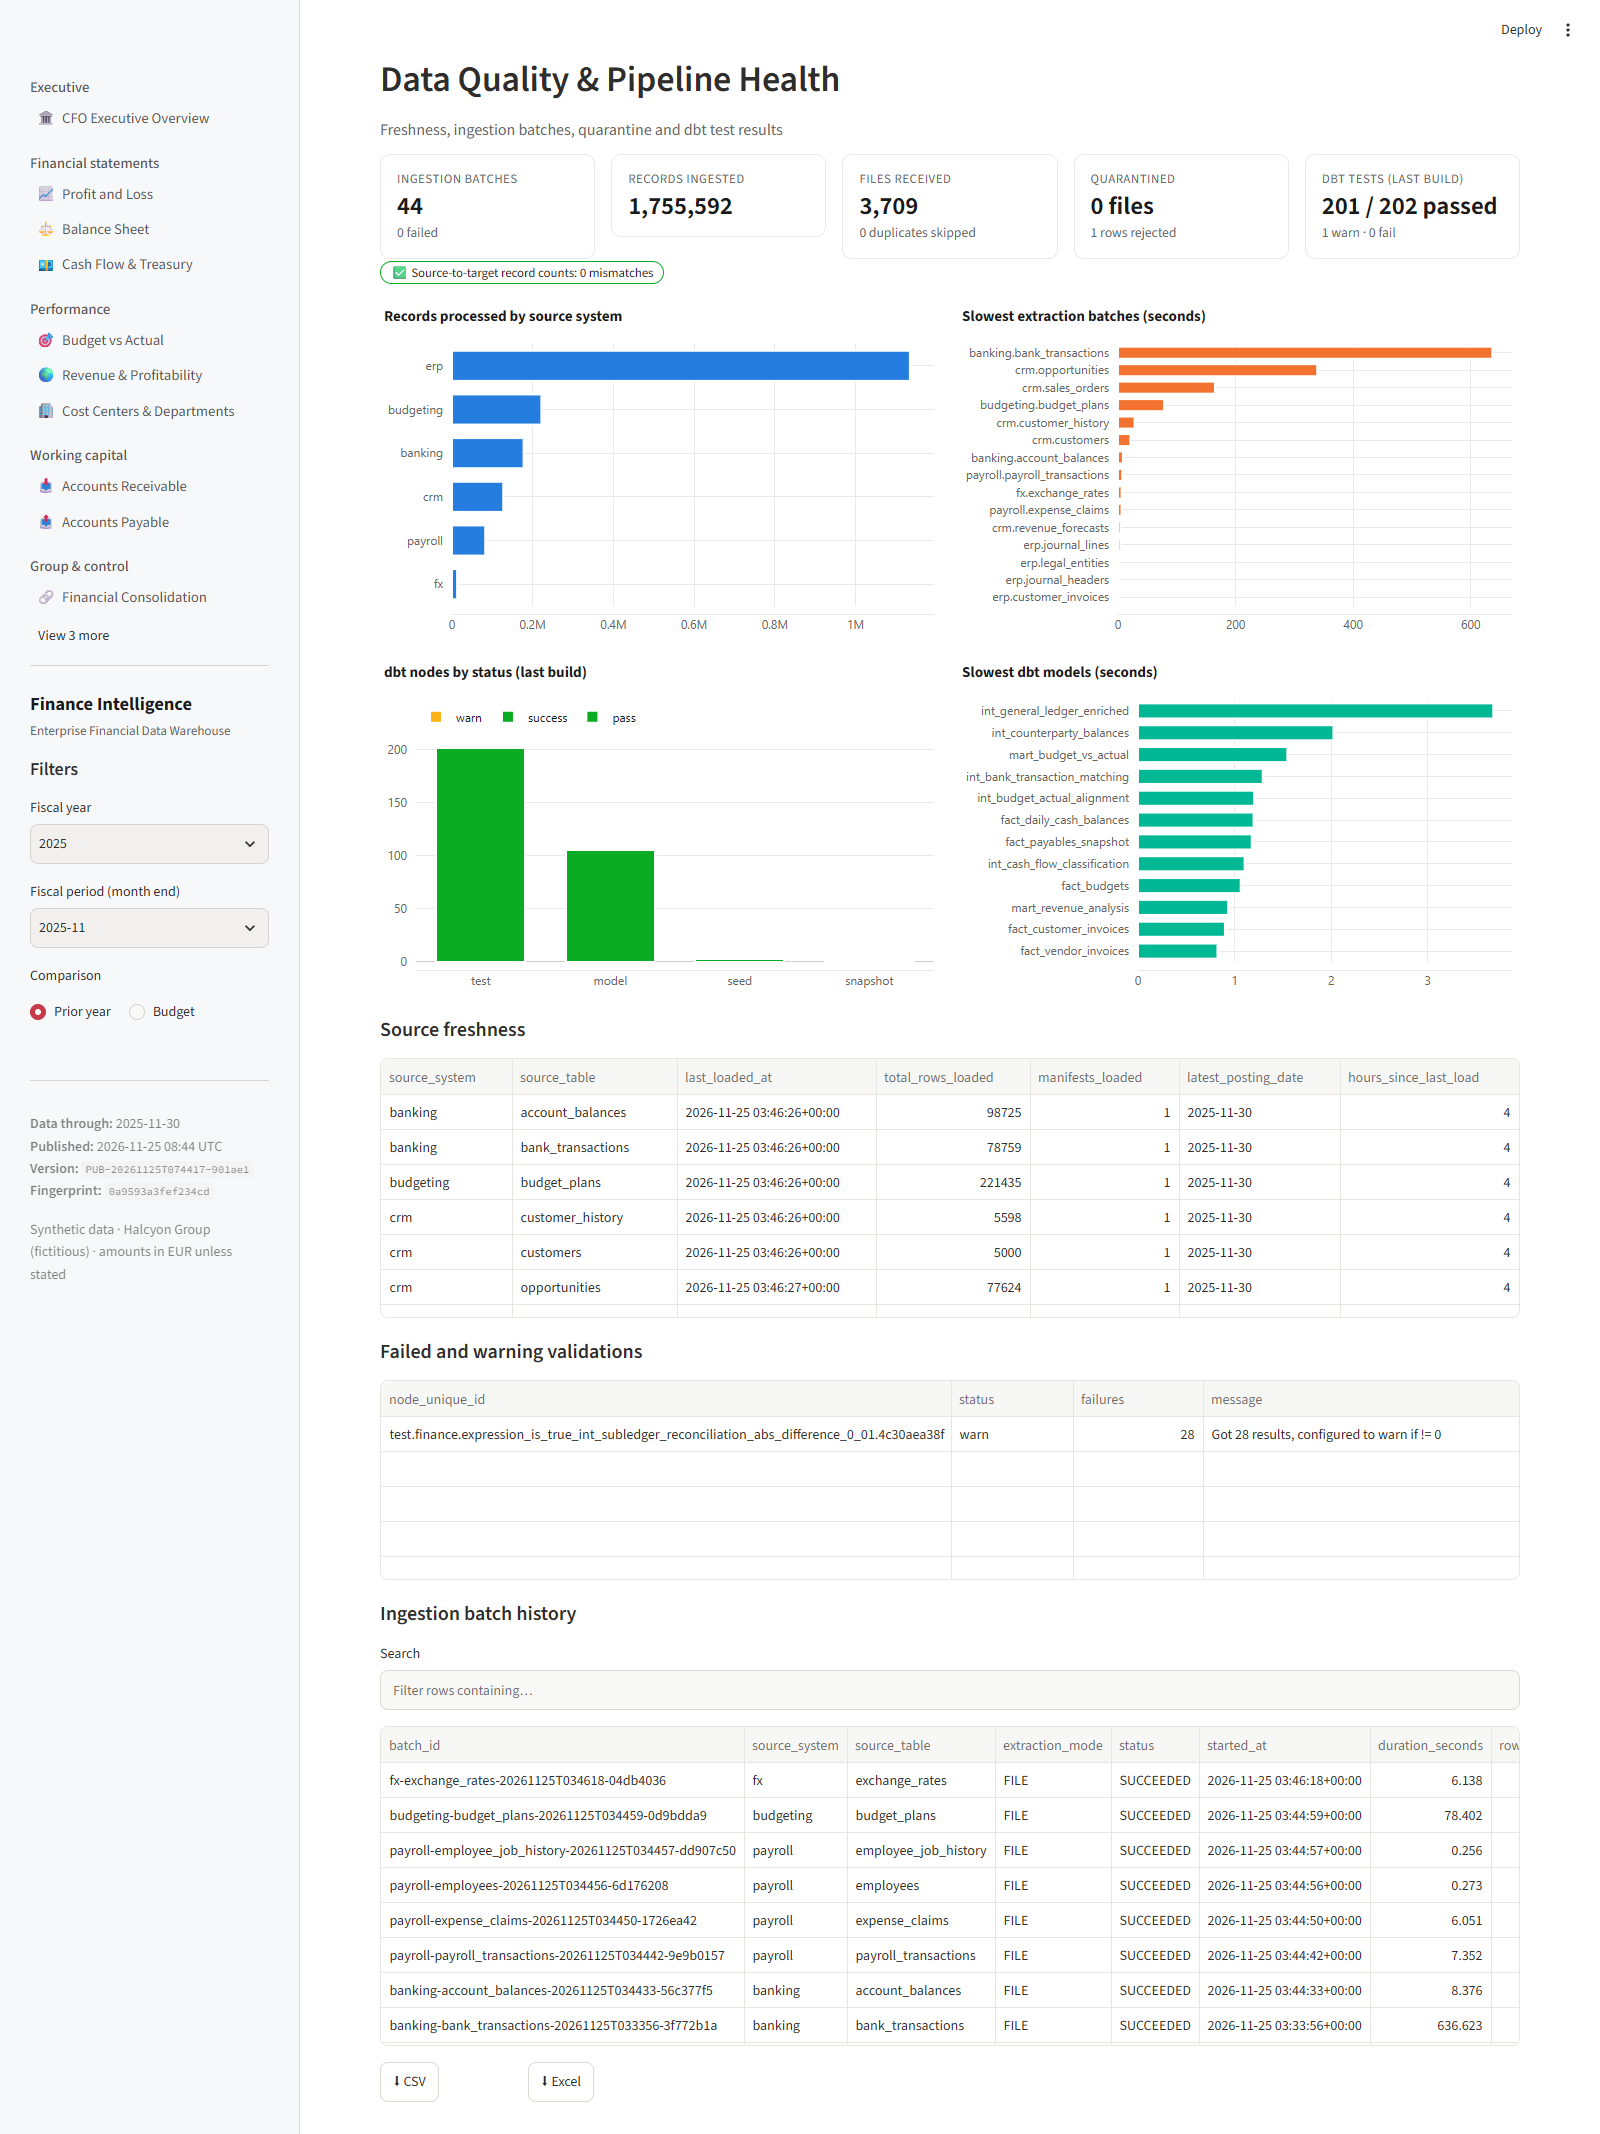 Deploy
Executive
CFO Executive Overview
Financial statements
Profit and Loss
Balance Sheet
Cash Flow & Treasury
Performance
Budget vs Actual
Revenue & Profitability
Cost Centers & Departments
Working capital
Accounts Receivable
Accounts Payable
Group & control
Financial Consolidation
View 3 more
Finance Intelligence
Enterprise Financial Data Warehouse
Filters
Fiscal year
2025
Fiscal period (month end)
2025-11
Comparison
Prior year Budget
Data through: 2025-11-30
Published: 2026-11-25 08:44 UTC
Version: PUB-20261125T074417-901ae1
Fingerprint: 0a9593a3fef234cd
Synthetic data · Halcyon Group
(fictitious) · amounts in EUR unless
stated
Data Quality & Pipeline Health
Freshness, ingestion batches, quarantine and dbt test results
INGESTION BATCHES
44
0 failed
RECORDS INGESTED
1,755,592
FILES RECEIVED
3,709
0 duplicates skipped
QUARANTINED
0 files
1 rows rejected
DBT TESTS (LAST BUILD)
201 / 202 passed
1 warn · 0 fail
Source-to-target record counts: 0 mismatches
Records processed by source system
erp
budgeting
banking
crm
payroll
fx
0 0.2M 0.4M 0.6M 0.8M 1M
Slowest extraction batches (seconds)
banking.bank_transactions
crm.opportunities
crm.sales_orders
budgeting.budget_plans
crm.customer_history
crm.customers
banking.account_balances
payroll.payroll_transactions
fx.exchange_rates
payroll.expense_claims
crm.revenue_forecasts
erp.journal_lines
erp.legal_entities
erp.journal_headers
erp.customer_invoices
0 200 400 600
dbt nodes by status (last build)
warn success pass
200
150
100
50
0
test model seed snapshot
Slowest dbt models (seconds)
int_general_ledger_enriched
int_counterparty_balances
mart_budget_vs_actual
int_bank_transaction_matching
int_budget_actual_alignment
fact_daily_cash_balances
fact_payables_snapshot
int_cash_flow_classification
fact_budgets
mart_revenue_analysis
fact_customer_invoices
fact_vendor_invoices
0 1 2 3
Source freshness
source_system source_table last_loaded_at total_rows_loaded manifests_loaded latest_posting_date hours_since_last_load
banking account_balances 2026-11-25 03:46:26+00:00 98725 1 2025-11-30 4
banking bank_transactions 2026-11-25 03:46:26+00:00 78759 1 2025-11-30 4
budgeting budget_plans 2026-11-25 03:46:26+00:00 221435 1 2025-11-30 4
crm customer_history 2026-11-25 03:46:26+00:00 5598 1 2025-11-30 4
crm customers 2026-11-25 03:46:26+00:00 5000 1 2025-11-30 4
crm opportunities 2026-11-25 03:46:27+00:00 77624 1 2025-11-30 4
Failed and warning validations
node_unique_id status failures message
test.finance.expression_is_true_int_subledger_reconciliation_abs_difference_0_01.4c30aea38f warn 28 Got 28 results, configured to warn if != 0
Ingestion batch history
Search
Filter rows containing…
batch_id source_system source_table extraction_mode status started_at duration_seconds row
fx-exchange_rates-20261125T034618-04db4036 fx exchange_rates FILE SUCCEEDED 2026-11-25 03:46:18+00:00 6.138
budgeting-budget_plans-20261125T034459-0d9bdda9 budgeting budget_plans FILE SUCCEEDED 2026-11-25 03:44:59+00:00 78.402
payroll-employee_job_history-20261125T034457-dd907c50 payroll employee_job_history FILE SUCCEEDED 2026-11-25 03:44:57+00:00 0.256
payroll-employees-20261125T034456-6d176208 payroll employees FILE SUCCEEDED 2026-11-25 03:44:56+00:00 0.273
payroll-expense_claims-20261125T034450-1726ea42 payroll expense_claims FILE SUCCEEDED 2026-11-25 03:44:50+00:00 6.051
payroll-payroll_transactions-20261125T034442-9e9b0157 payroll payroll_transactions FILE SUCCEEDED 2026-11-25 03:44:42+00:00 7.352
banking-account_balances-20261125T034433-56c377f5 banking account_balances FILE SUCCEEDED 2026-11-25 03:44:33+00:00 8.376
banking-bank_transactions-20261125T033356-3f772b1a banking bank_transactions FILE SUCCEEDED 2026-11-25 03:33:56+00:00 636.623
⬇ CSV ⬇ Excel